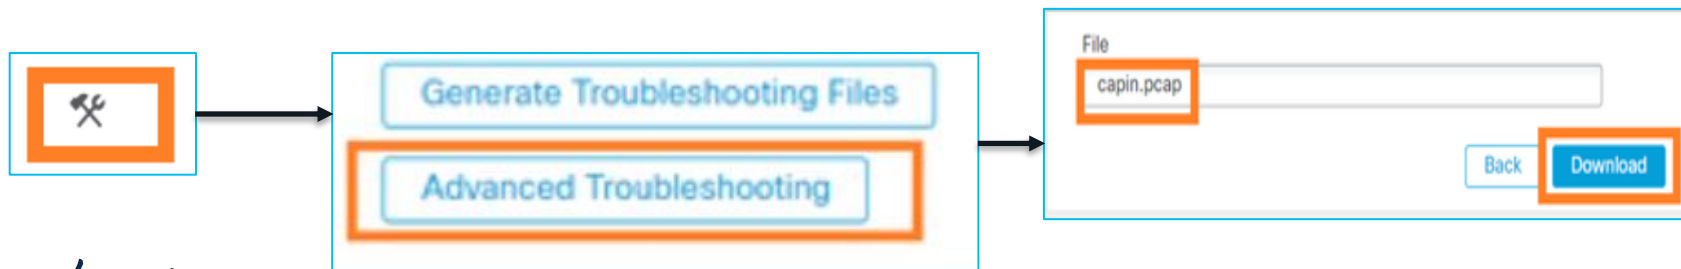 Generate Troubleshooting Files
Advanced Troubleshooting
File
capin.pcap
Back Download